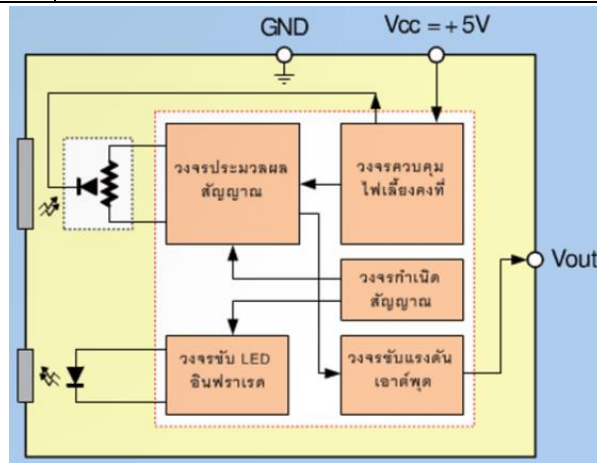 GND
Vcc = + 5V
วงจรประมวลผล
สัญญาณ
วงจรควบคุม
ไฟเลี้ยงคงที่
วงจรกำเนิด
สัญญาณ
Vout
วงจรขับ LED
อินฟราเรด
วงจรขับแรงดัน
เอาต์พุต